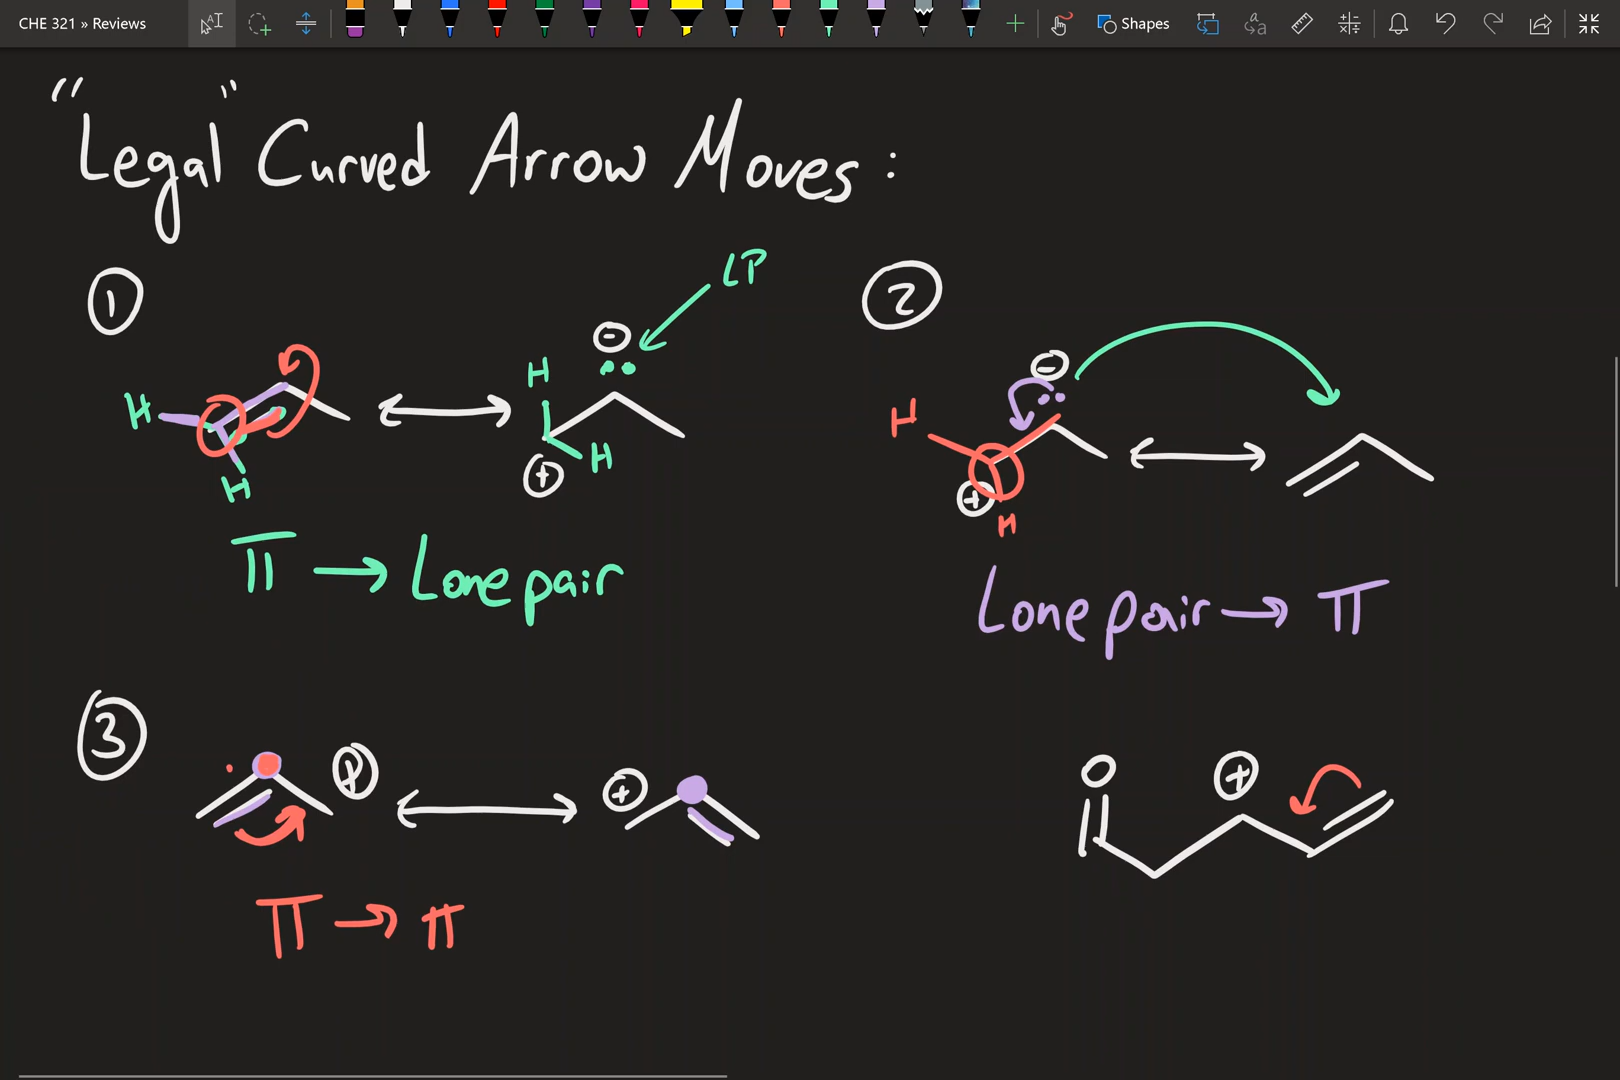 CHE 321 » Reviews
Shapes
"Legal" Curved Arrow Moves:
①
LP
⊖
H
H
⊕
H
H
π → Lone pair
②
⊖
H
⊕
H
Lone pair → π
③
⊕
⊕
π → π
O
⊕